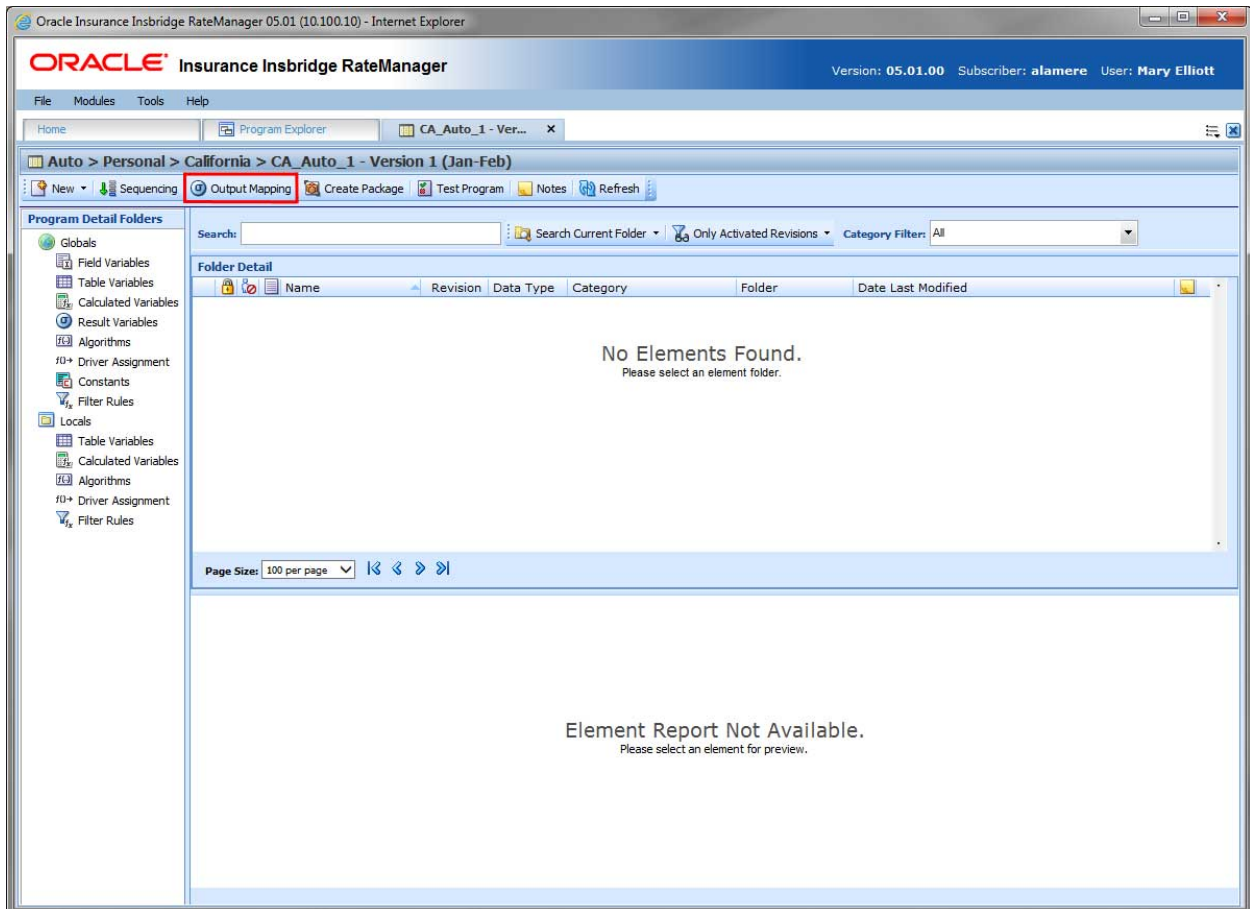 Oracle Insurance Insbridge RateManager 05.01 (10.100.10) - Internet Explorer
ORACLE Insurance Insbridge RateManager
Version: 05.01.00 Subscriber: alamere User: Mary Elliott
File Modules Tools Help
Home Program Explorer CA_Auto_1 - Ver... x
Auto > Personal > California > CA_Auto_1 - Version 1 (Jan-Feb)
New Sequencing Output Mapping Create Package Test Program Notes Refresh
Program Detail Folders
Globals
Field Variables
Table Variables
Calculated Variables
Result Variables
Algorithms
Driver Assignment
Constants
Filter Rules
Locals
Table Variables
Calculated Variables
Algorithms
Driver Assignment
Filter Rules
Search: Search Current Folder Only Activated Revisions Category Filter: All
Folder Detail
Name Revision Data Type Category Folder Date Last Modified
No Elements Found.
Please select an element folder.
Page Size: 100 per page
Element Report Not Available.
Please select an element for preview.